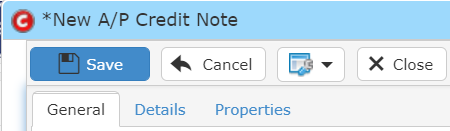 C *New A/P Credit Note
Save Cancel Close
General Details Properties